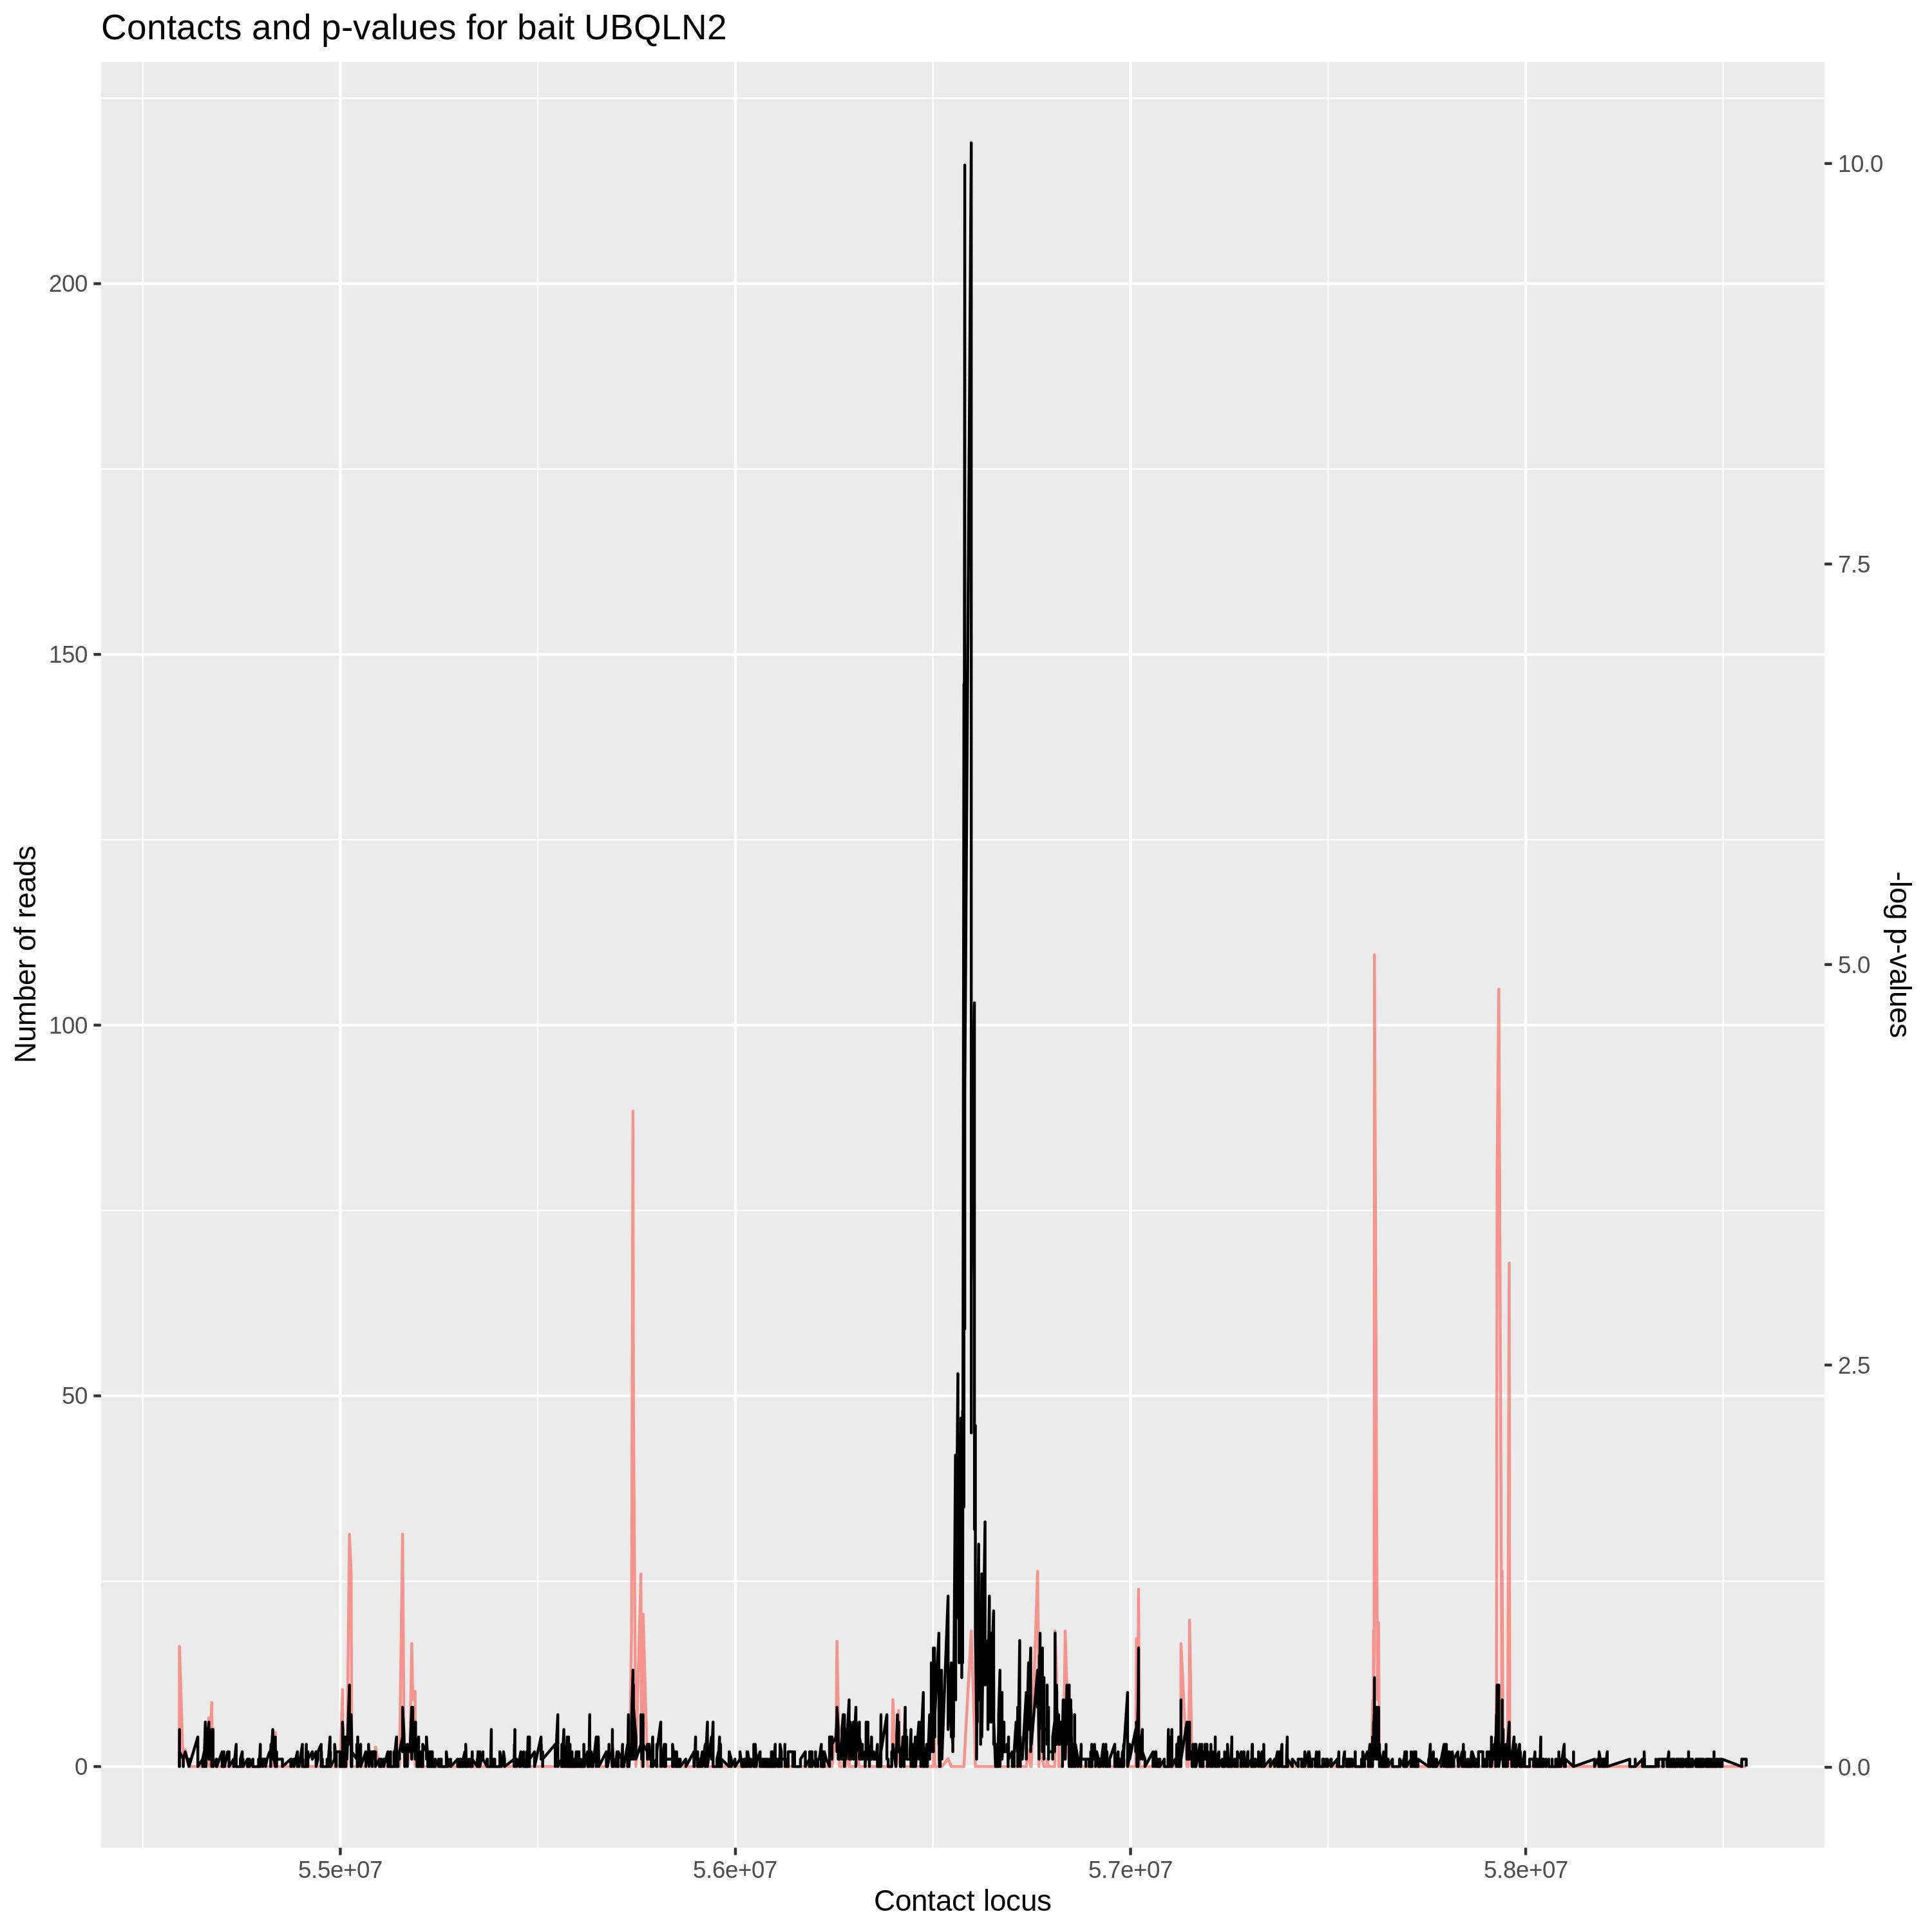 Contacts and p-values for bait UBQLN2
Number of reads
200
150
100
50
0
10.0
7.5
5.0
2.5
0.0
-log p-values
5.5e+07
5.6e+07
5.7e+07
5.8e+07
Contact locus